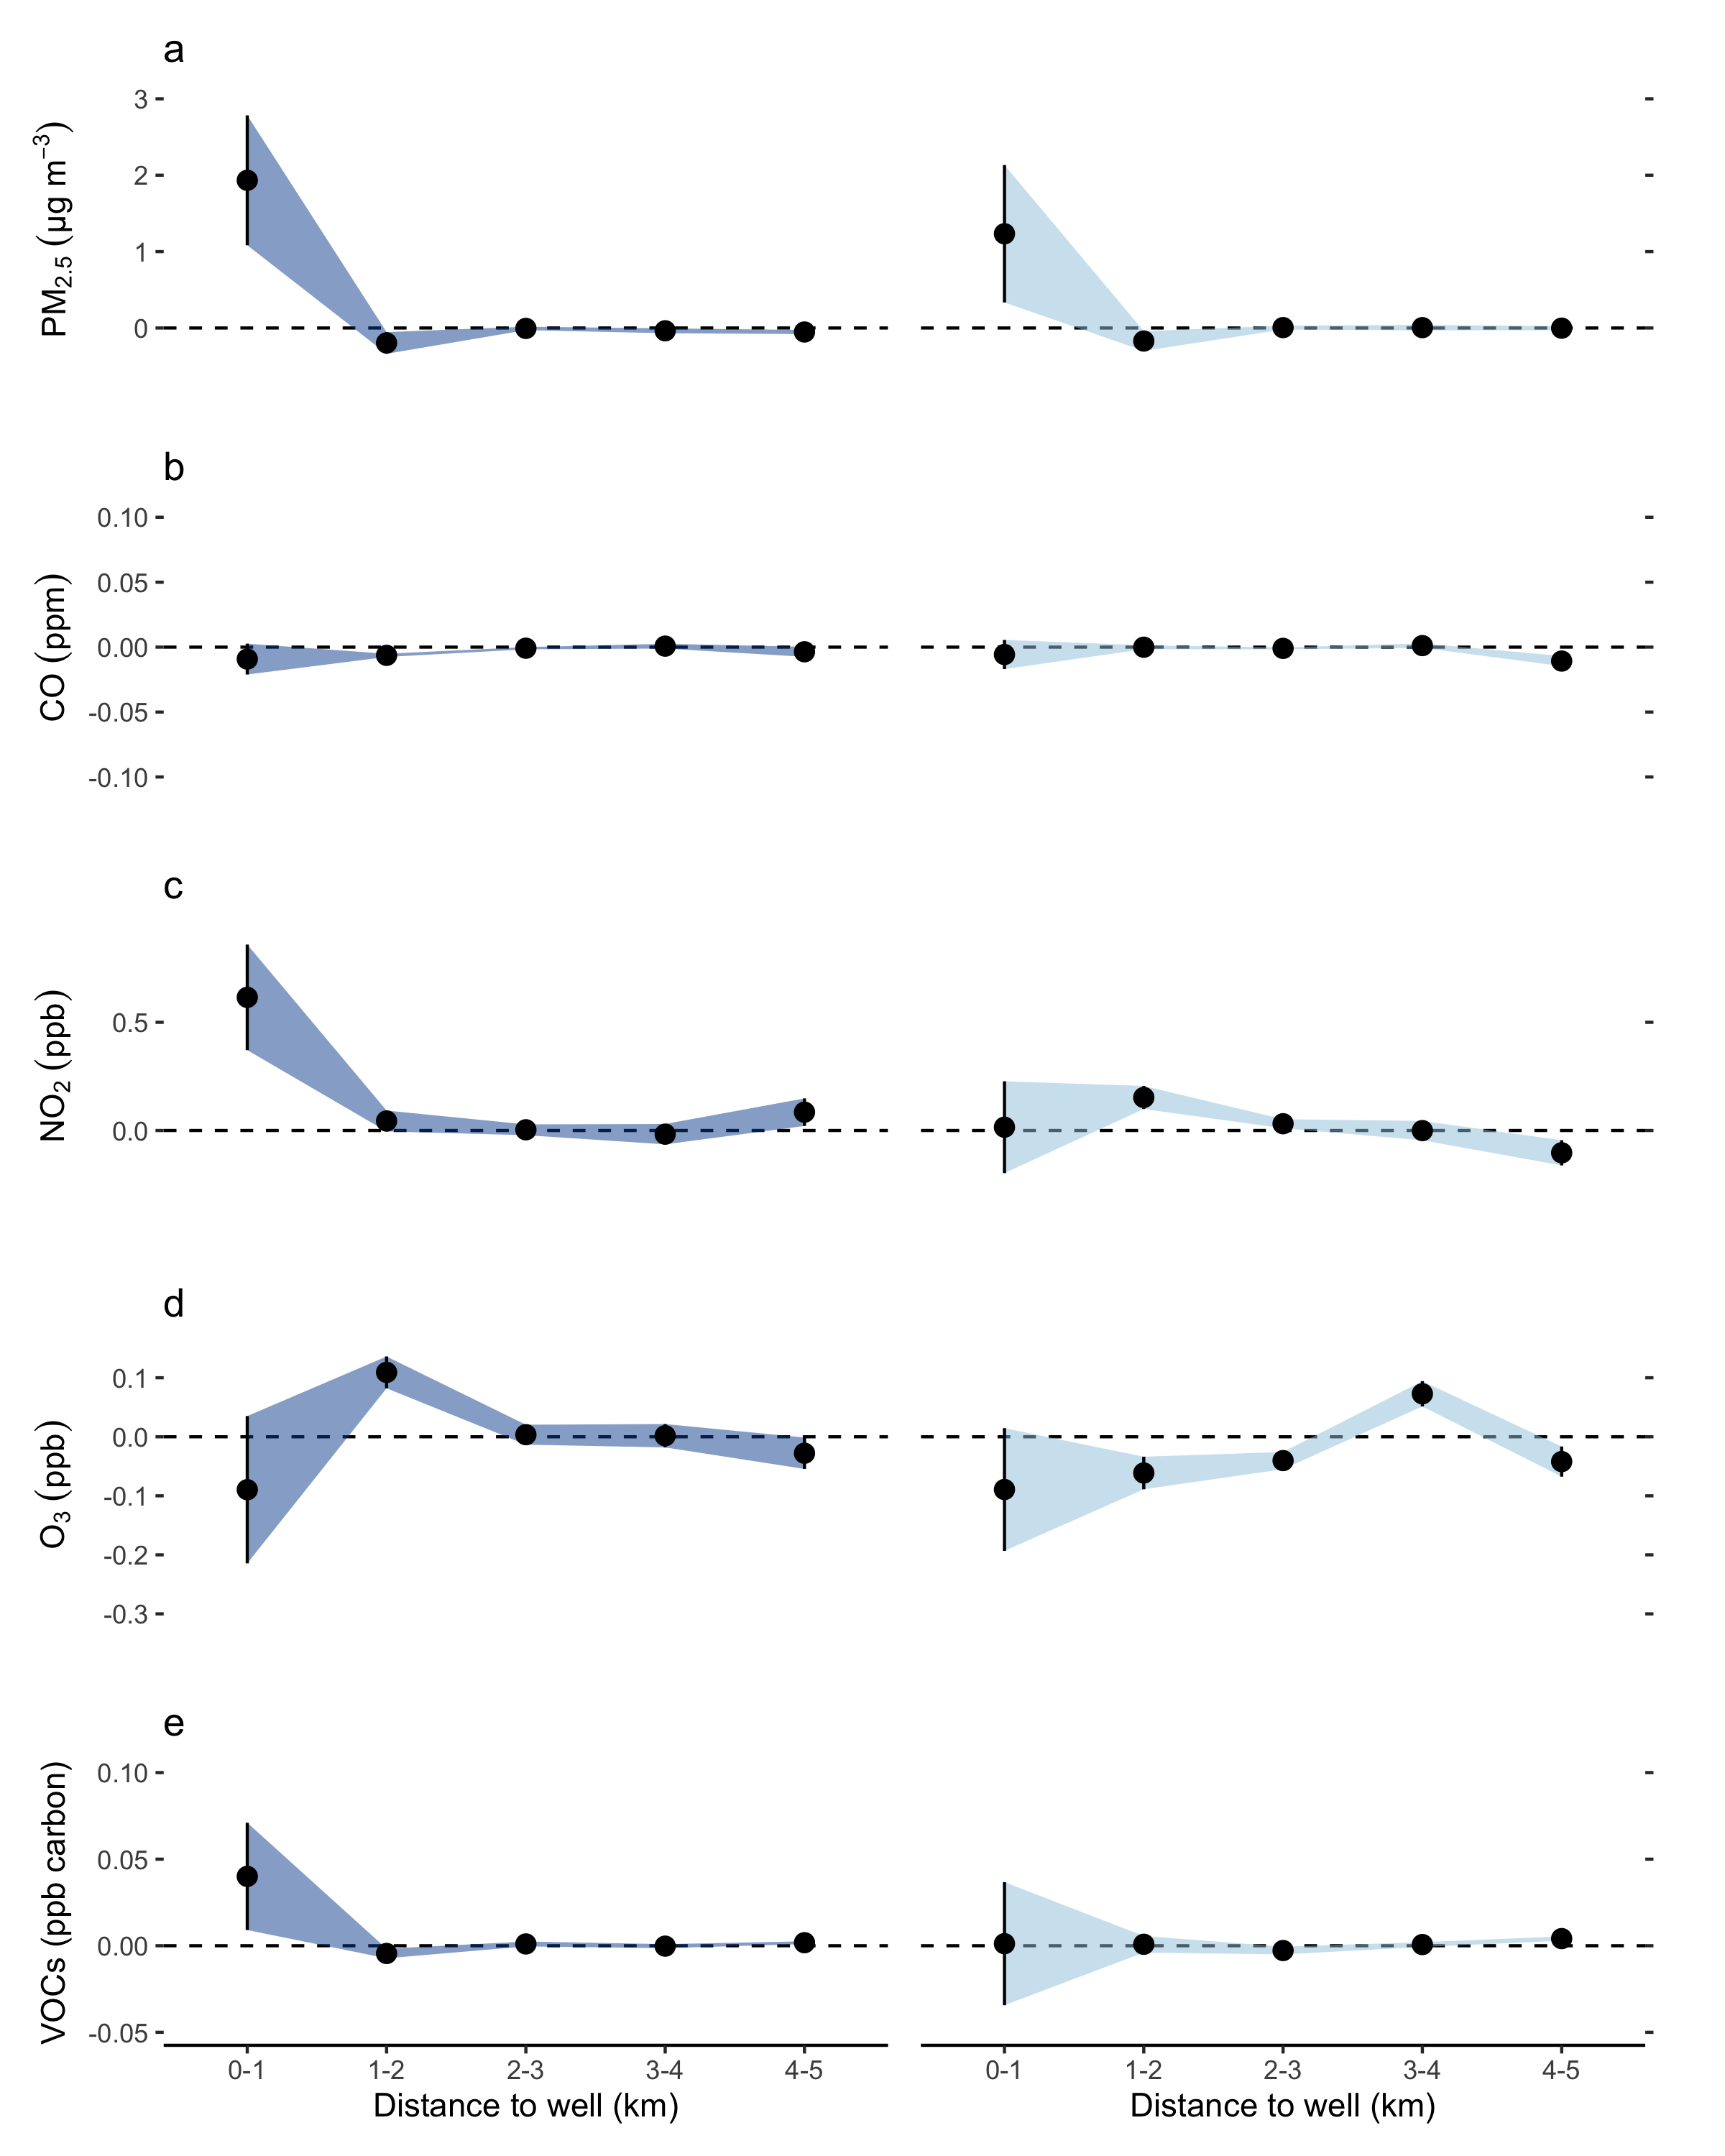 a
3
2
1
0
PM₂.₅ (µg m⁻³)
b
0.10
0.05
0.00
-0.05
-0.10
CO (ppm)
c
0.5
0.0
NO₂ (ppb)
d
0.1
0.0
-0.1
-0.2
-0.3
O₃ (ppb)
e
0.10
0.05
0.00
-0.05
VOCs (ppb carbon)
0-1 1-2 2-3 3-4 4-5 0-1 1-2 2-3 3-4 4-5
Distance to well (km) Distance to well (km)